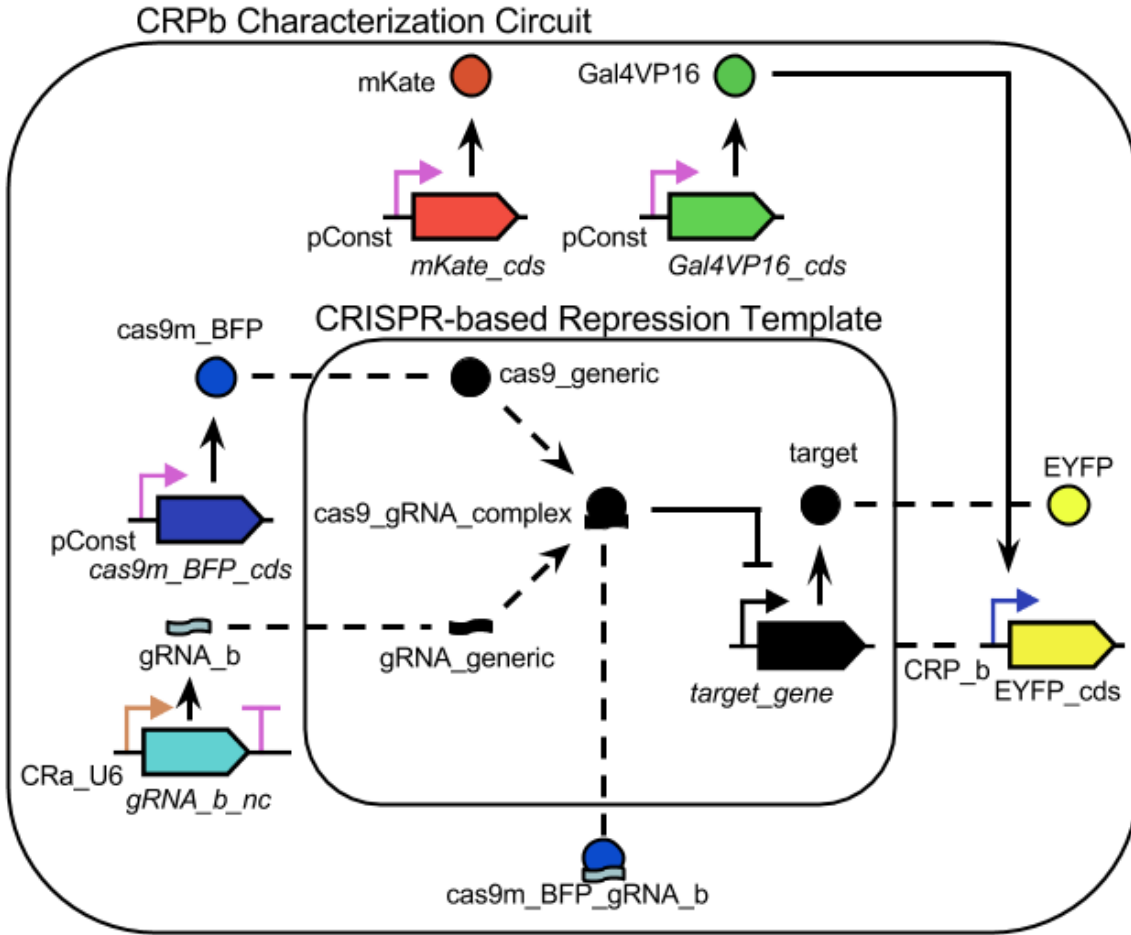 CRPb Characterization Circuit
mKate
Gal4VP16
pConst
mKate_cds
pConst
Gal4VP16_cds
CRISPR-based Repression Template
cas9m_BFP
cas9_generic
target
EYFP
cas9_gRNA_complex
pConst
cas9m_BFP_cds
gRNA_b
gRNA_generic
target_gene
CRP_b
EYFP_cds
CRa_U6
gRNA_b_nc
cas9m_BFP_gRNA_b